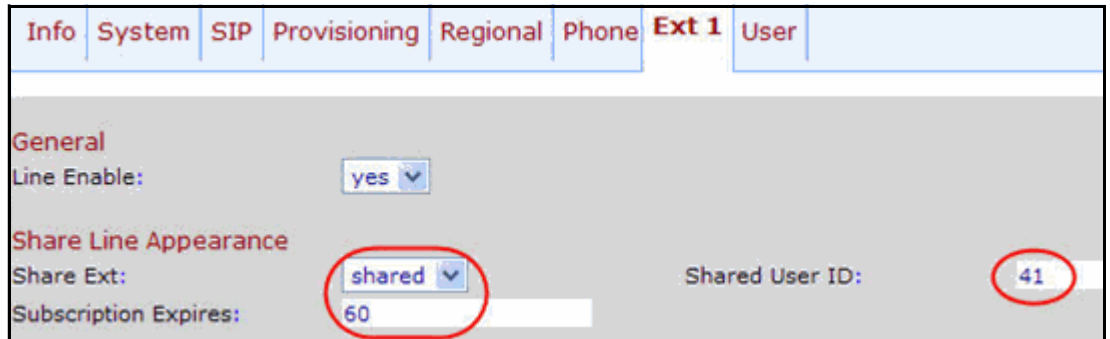 Info System SIP Provisioning Regional Phone Ext 1 User
General
Line Enable: yes
Share Line Appearance
Share Ext: shared Shared User ID: 41
Subscription Expires: 60